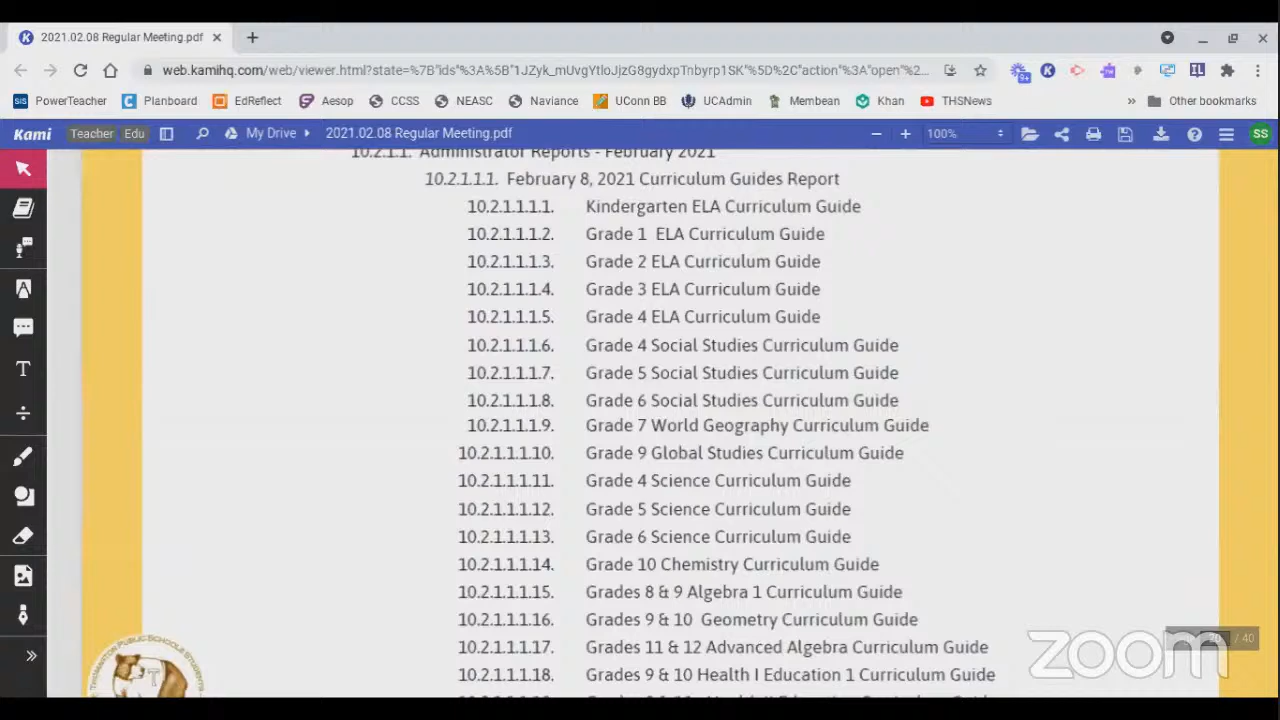 2021.02.08 Regular Meeting.pdf
web.kamihq.com/web/viewer.html?state=%7B"ids"%3A%5B"1JZyk_mUvgYtloJjzG8gydxpTnbyrp1SK"%5D%2C"action"%3A"open"%2...
9+
PowerTeacher Planboard EdReflect Aesop CCSS NEASC Naviance UConn BB UCAdmin Membean Khan THSNews » Other bookmarks
Kami Teacher Edu My Drive 2021.02.08 Regular Meeting.pdf 100% SS
10.2.1.1. Administrator Reports - February 2021
10.2.1.1.1. February 8, 2021 Curriculum Guides Report
10.2.1.1.1.1. Kindergarten ELA Curriculum Guide
10.2.1.1.1.2. Grade 1 ELA Curriculum Guide
10.2.1.1.1.3. Grade 2 ELA Curriculum Guide
10.2.1.1.1.4. Grade 3 ELA Curriculum Guide
10.2.1.1.1.5. Grade 4 ELA Curriculum Guide
10.2.1.1.1.6. Grade 4 Social Studies Curriculum Guide
10.2.1.1.1.7. Grade 5 Social Studies Curriculum Guide
10.2.1.1.1.8. Grade 6 Social Studies Curriculum Guide
10.2.1.1.1.9. Grade 7 World Geography Curriculum Guide
10.2.1.1.1.10. Grade 9 Global Studies Curriculum Guide
10.2.1.1.1.11. Grade 4 Science Curriculum Guide
10.2.1.1.1.12. Grade 5 Science Curriculum Guide
10.2.1.1.1.13. Grade 6 Science Curriculum Guide
10.2.1.1.1.14. Grade 10 Chemistry Curriculum Guide
10.2.1.1.1.15. Grades 8 & 9 Algebra 1 Curriculum Guide
10.2.1.1.1.16. Grades 9 & 10 Geometry Curriculum Guide
10.2.1.1.1.17. Grades 11 & 12 Advanced Algebra Curriculum Guide
10.2.1.1.1.18. Grades 9 & 10 Health I Education 1 Curriculum Guide
zoom
20 / 40
PUBLIC SCHOOLS